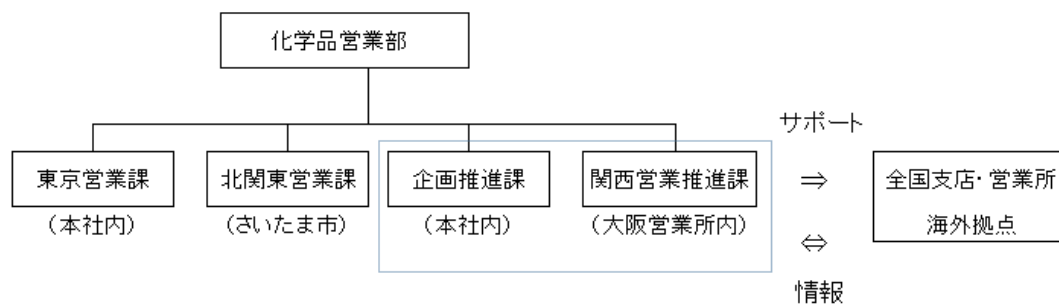 化学品営業部
サポート
東京営業課
北関東営業課
企画推進課
関西営業推進課
⇒
全国支店・営業所
(本社内)
(さいたま市)
(本社内)
(大阪営業所内)
海外拠点
⇔
情報